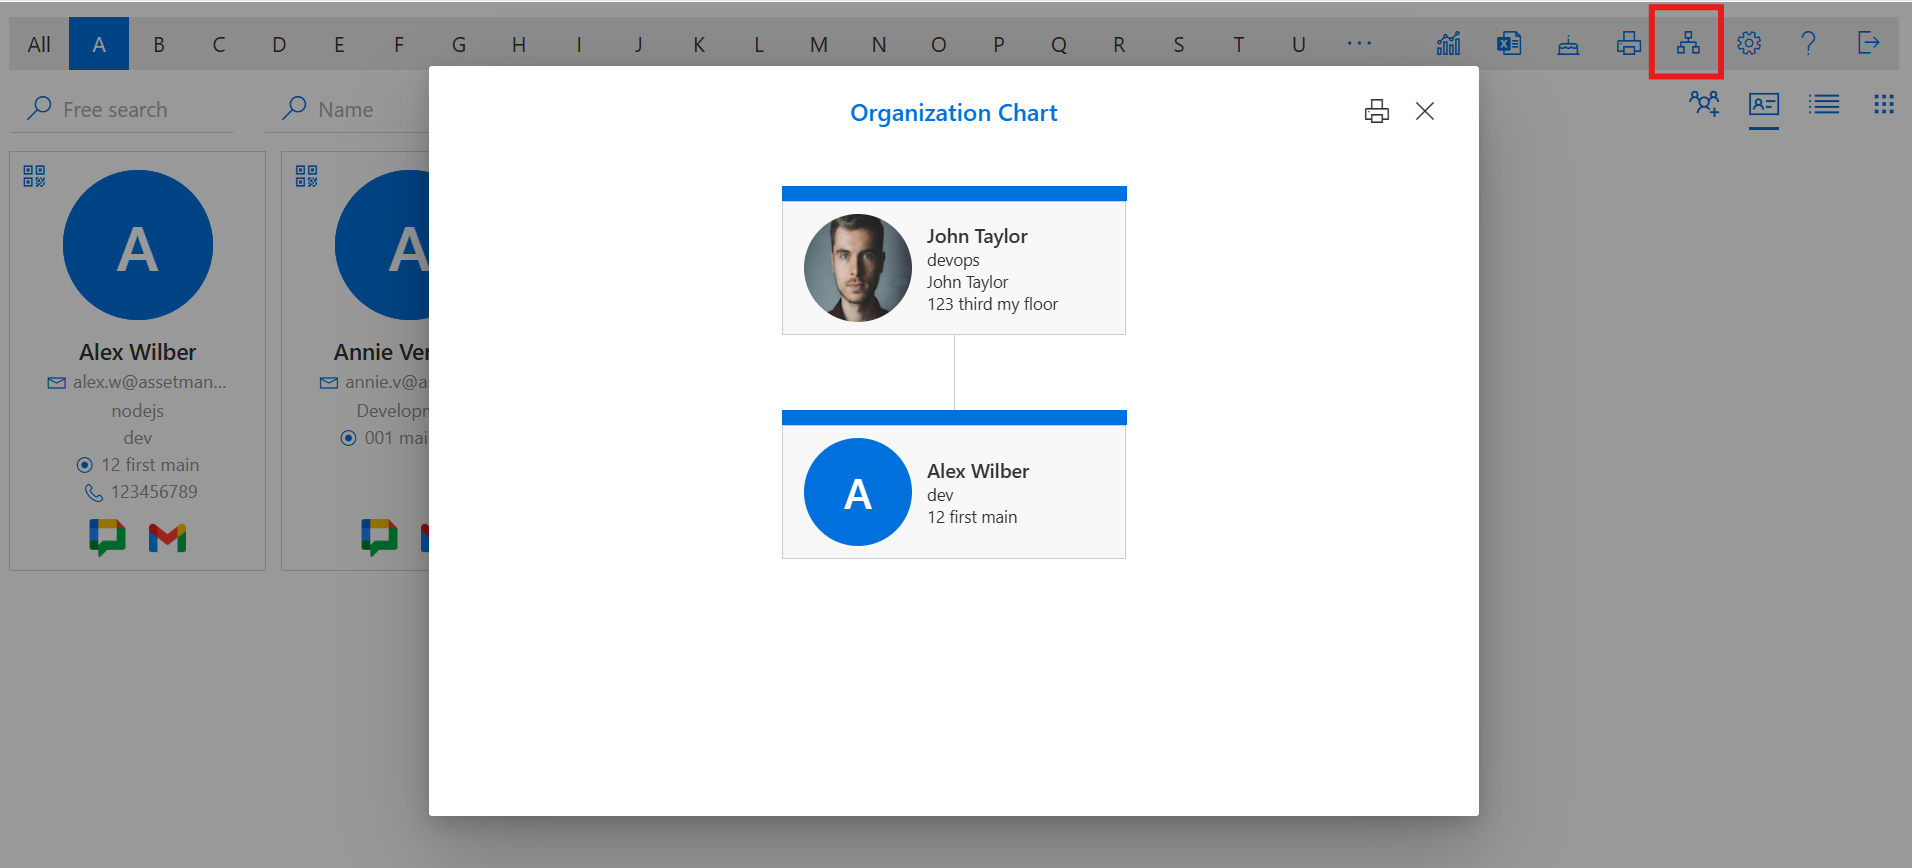 All A B C D E F G H I J K L M N O P Q R S T U ...
Free search
Name
Organization Chart
John Taylor
devops
John Taylor
123 third my floor
A
Alex Wilber
dev
12 first main
A
Alex Wilber
alex.w@assetman...
nodejs
dev
12 first main
123456789
A
Annie Ver
annie.v@a
Developr
001 mai